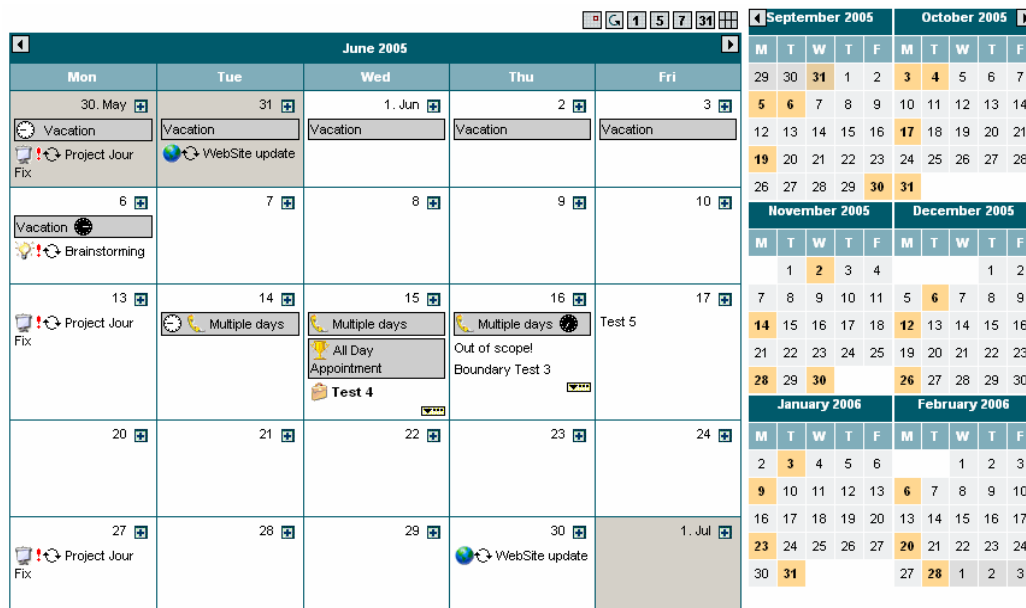 1 5 7 31
June 2005
Mon Tue Wed Thu Fri
30. May 31 1. Jun 2 3
Vacation Vacation Vacation Vacation Vacation
Project Jour WebSite update
Fix
6 7 8 9 10
Vacation
Brainstorming
13 14 15 16 17
Project Jour Multiple days Multiple days Multiple days Test 5
Fix
All Day Out of scope!
Appointment Boundary Test 3
Test 4
20 21 22 23 24
27 28 29 30 1. Jul
Project Jour WebSite update
Fix
September 2005 October 2005
M T W T F M T W T F
29 30 31 1 2 3 4 5 6 7
5 6 7 8 9 10 11 12 13 14
12 13 14 15 16 17 18 19 20 21
19 20 21 22 23 24 25 26 27 28
26 27 28 29 30 31
November 2005 December 2005
M T W T F M T W T F
1 2 3 4 1 2
7 8 9 10 11 5 6 7 8 9
14 15 16 17 18 12 13 14 15 16
21 22 23 24 25 19 20 21 22 23
28 29 30 26 27 28 29 30
January 2006 February 2006
M T W T F M T W T F
2 3 4 5 6 1 2 3
9 10 11 12 13 6 7 8 9 10
16 17 18 19 20 13 14 15 16 17
23 24 25 26 27 20 21 22 23 24
30 31 27 28 1 2 3